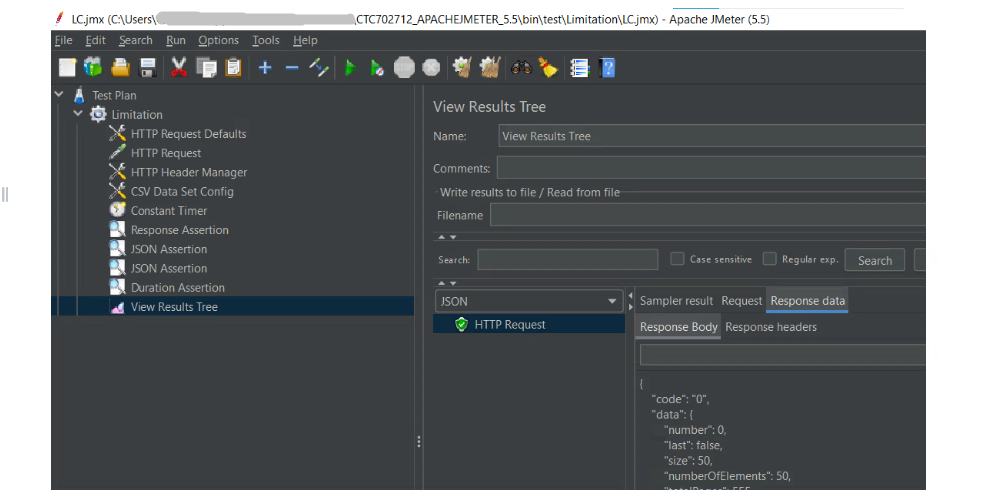 LC.jmx (C:\Users\ \,CTC702712_APACHEJMETER_5.5\bin\test\Limitation\LC.jmx) - Apache JMeter (5.5)
File Edit Search Run Options Tools Help
Test Plan
Limitation
HTTP Request Defaults
HTTP Request
HTTP Header Manager
CSV Data Set Config
Constant Timer
Response Assertion
JSON Assertion
JSON Assertion
Duration Assertion
View Results Tree
View Results Tree
Name: View Results Tree
Comments:
Write results to file / Read from file
Filename
Search: Case sensitive Regular exp. Search
JSON
HTTP Request
Sampler result Request Response data
Response Body Response headers
{
"code": "0",
"data": {
"number": 0,
"last": false,
"size": 50,
"numberOfElements": 50,
"totalPages": 555,